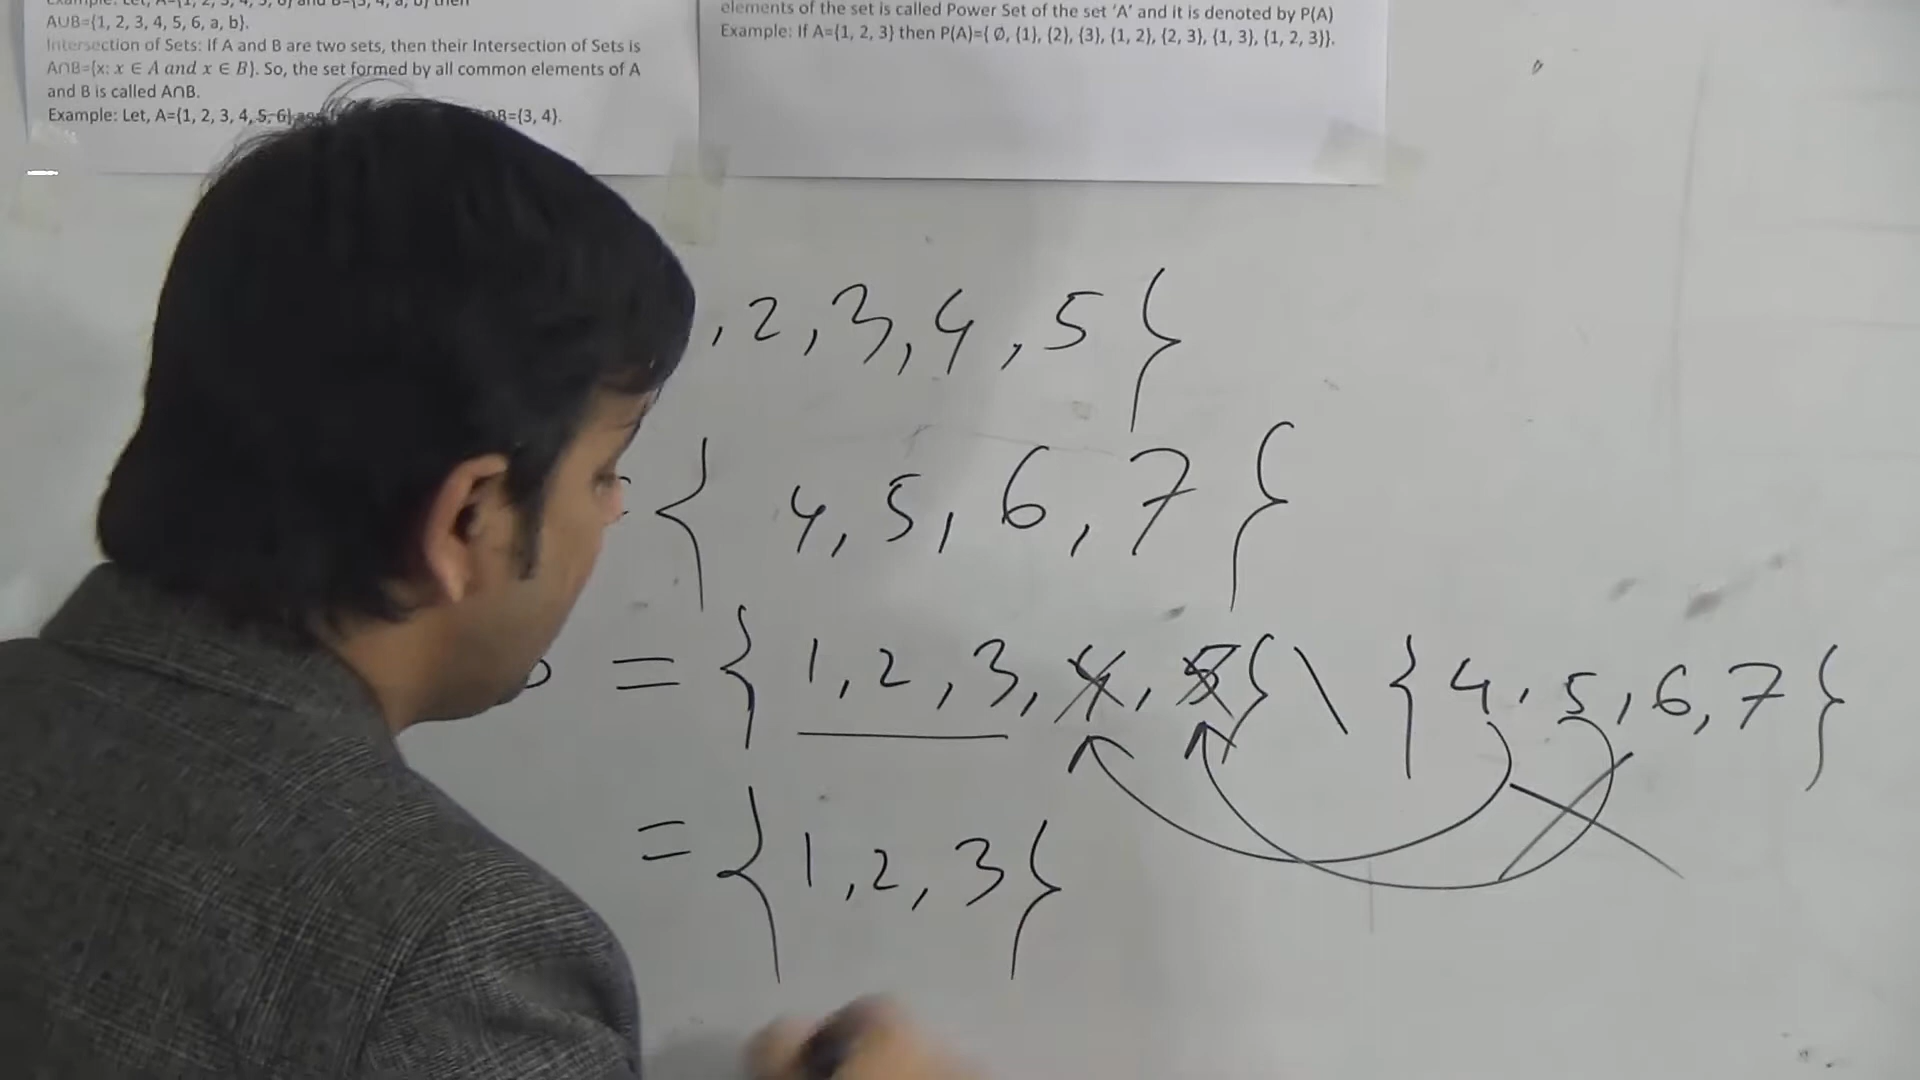 Example: Let, A={1, 2, 3, 4, 5, 6} and B={3, 4, a, b} then
A∪B={1, 2, 3, 4, 5, 6, a, b}.
Intersection of Sets: If A and B are two sets, then their Intersection of Sets is
A∩B={x: x ∈ A and x ∈ B}. So, the set formed by all common elements of A
and B is called A∩B.
Example: Let, A={1, 2, 3, 4, 5, 6} B={3, 4}.
elements of the set is called Power Set of the set ‘A’ and it is denoted by P(A)
Example: If A={1, 2, 3} then P(A)={ Ø, {1}, {2}, {3}, {1, 2}, {2, 3}, {1, 3}, {1, 2, 3}}.
, 2, 3, 4, 5 }
= { 4, 5, 6, 7 }
= { 1, 2, 3, 4, 5 } \ { 4, 5, 6, 7 }
= { 1, 2, 3 }